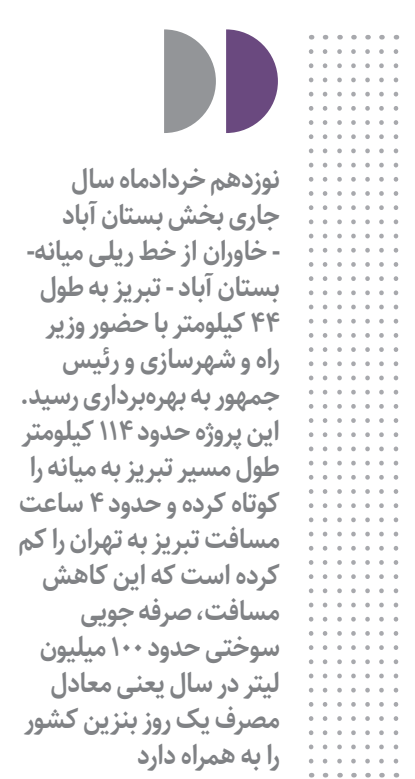 نوزدهم خردادماه سال
جاری بخش بستان آباد
- خاوران از خط ریلی میانه-
بستان آباد - تبریز به طول
۴۴ کیلومتر با حضور وزیر
راه و شهرسازی و رئیس
جمهور به بهره‌برداری رسید.
این پروژه حدود ۱۱۴ کیلومتر
طول مسیر تبریز به میانه را
کوتاه کرده و حدود ۴ ساعت
مسافت تبریز به تهران را کم
کرده است که این کاهش
مسافت، صرفه جویی
سوختی حدود ۱۰۰ میلیون
لیتر در سال یعنی معادل
مصرف یک روز بنزین کشور
را به همراه دارد